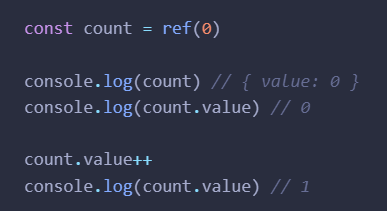 const count = ref(0)
console.log(count) // { value: 0 }
console.log(count.value) // 0
count.value++
console.log(count.value) // 1